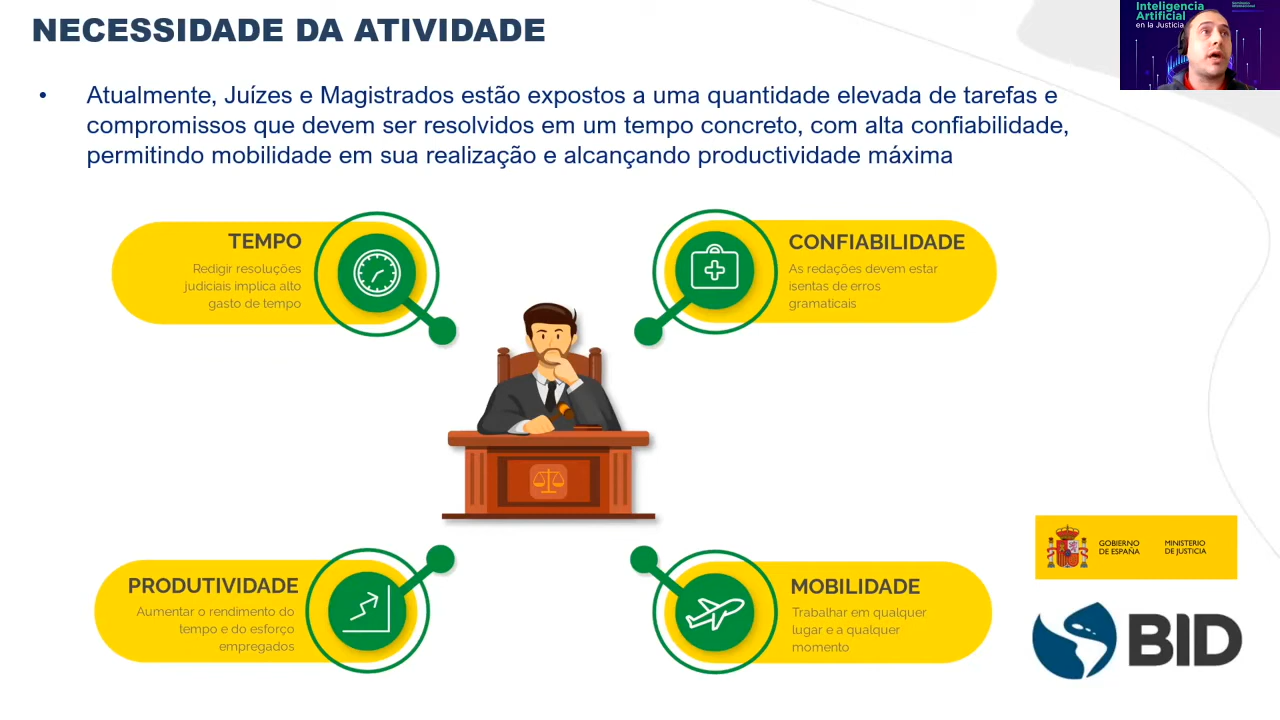 NECESSIDADE DA ATIVIDADE
Inteligencia
Artificial
en la Justicia
• Atualmente, Juízes e Magistrados estão expostos a uma quantidade elevada de tarefas e
compromissos que devem ser resolvidos em um tempo concreto, com alta confiabilidade,
permitindo mobilidade em sua realização e alcançando productividade máxima
TEMPO
Redigir resoluções
judiciais implica alto
gasto de tempo
CONFIABILIDADE
As redações devem estar
isentas de erros
gramaticais
PRODUTIVIDADE
Aumentar o rendimento do
tempo e do esforço
empregados
MOBILIDADE
Trabalhar em qualquer
lugar e a qualquer
momento
GOBIERNO
DE ESPAÑA
MINISTERIO
DE JUSTICIA
BID